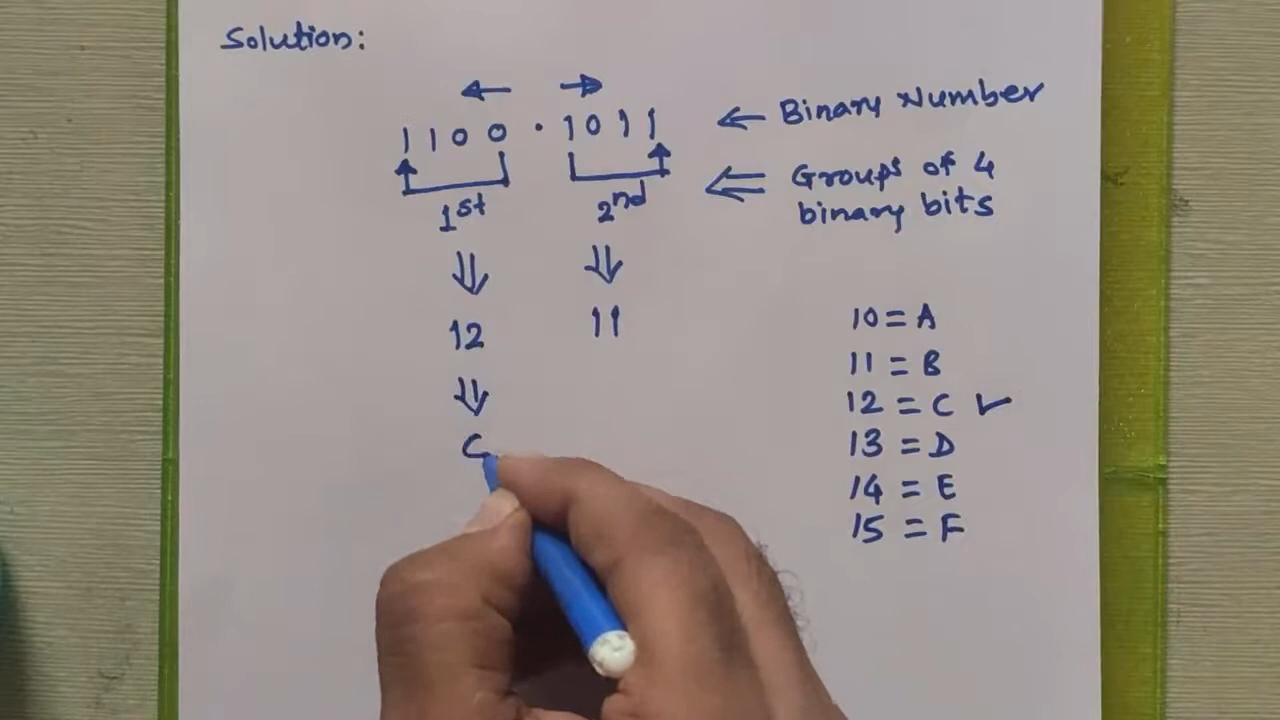 Solution:
← →
1100.1011 ← Binary Number
1st 2nd ⇐ Groups of 4
binary bits
⇓ ⇓
12 11
⇓
C
10 = A
11 = B
12 = C ✓
13 = D
14 = E
15 = F